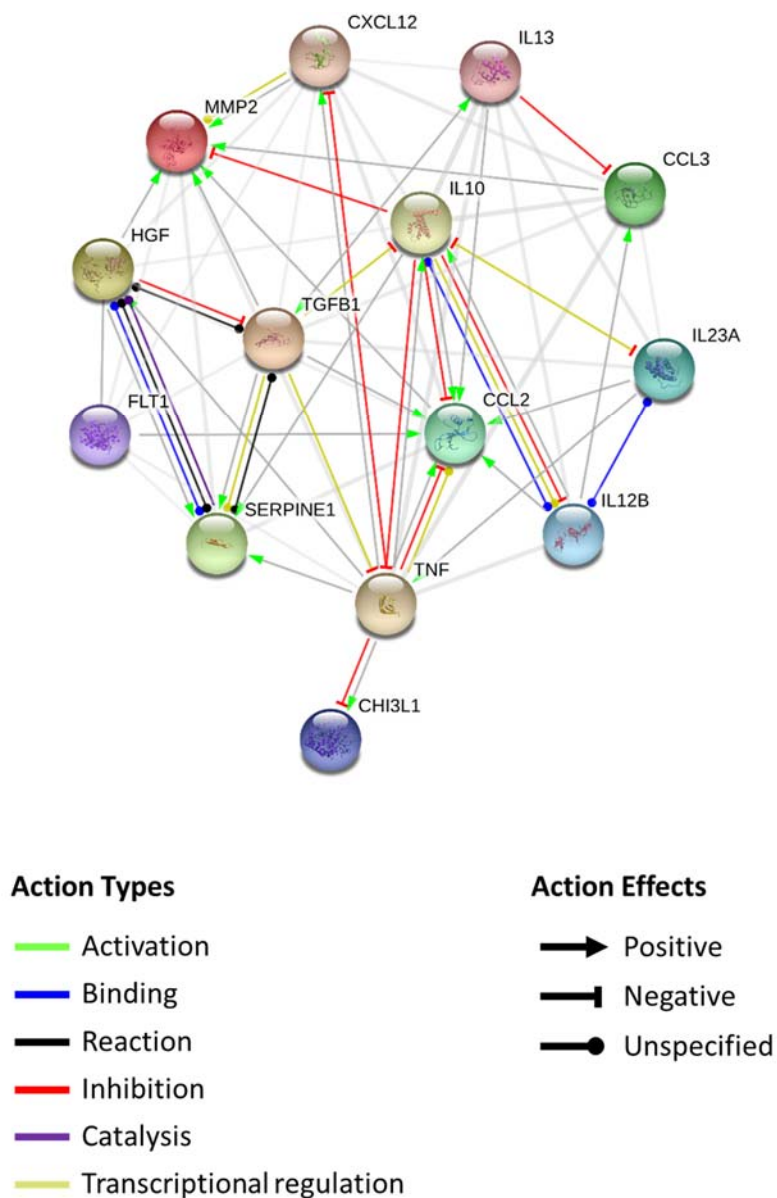 CXCL12
IL13
MMP2
CCL3
IL10
HGF
TGFB1
IL23A
FLT1
CCL2
SERPINE1
IL12B
TNF
CHI3L1
Action Types
Activation
Binding
Reaction
Inhibition
Catalysis
Transcriptional regulation
Action Effects
Positive
Negative
Unspecified